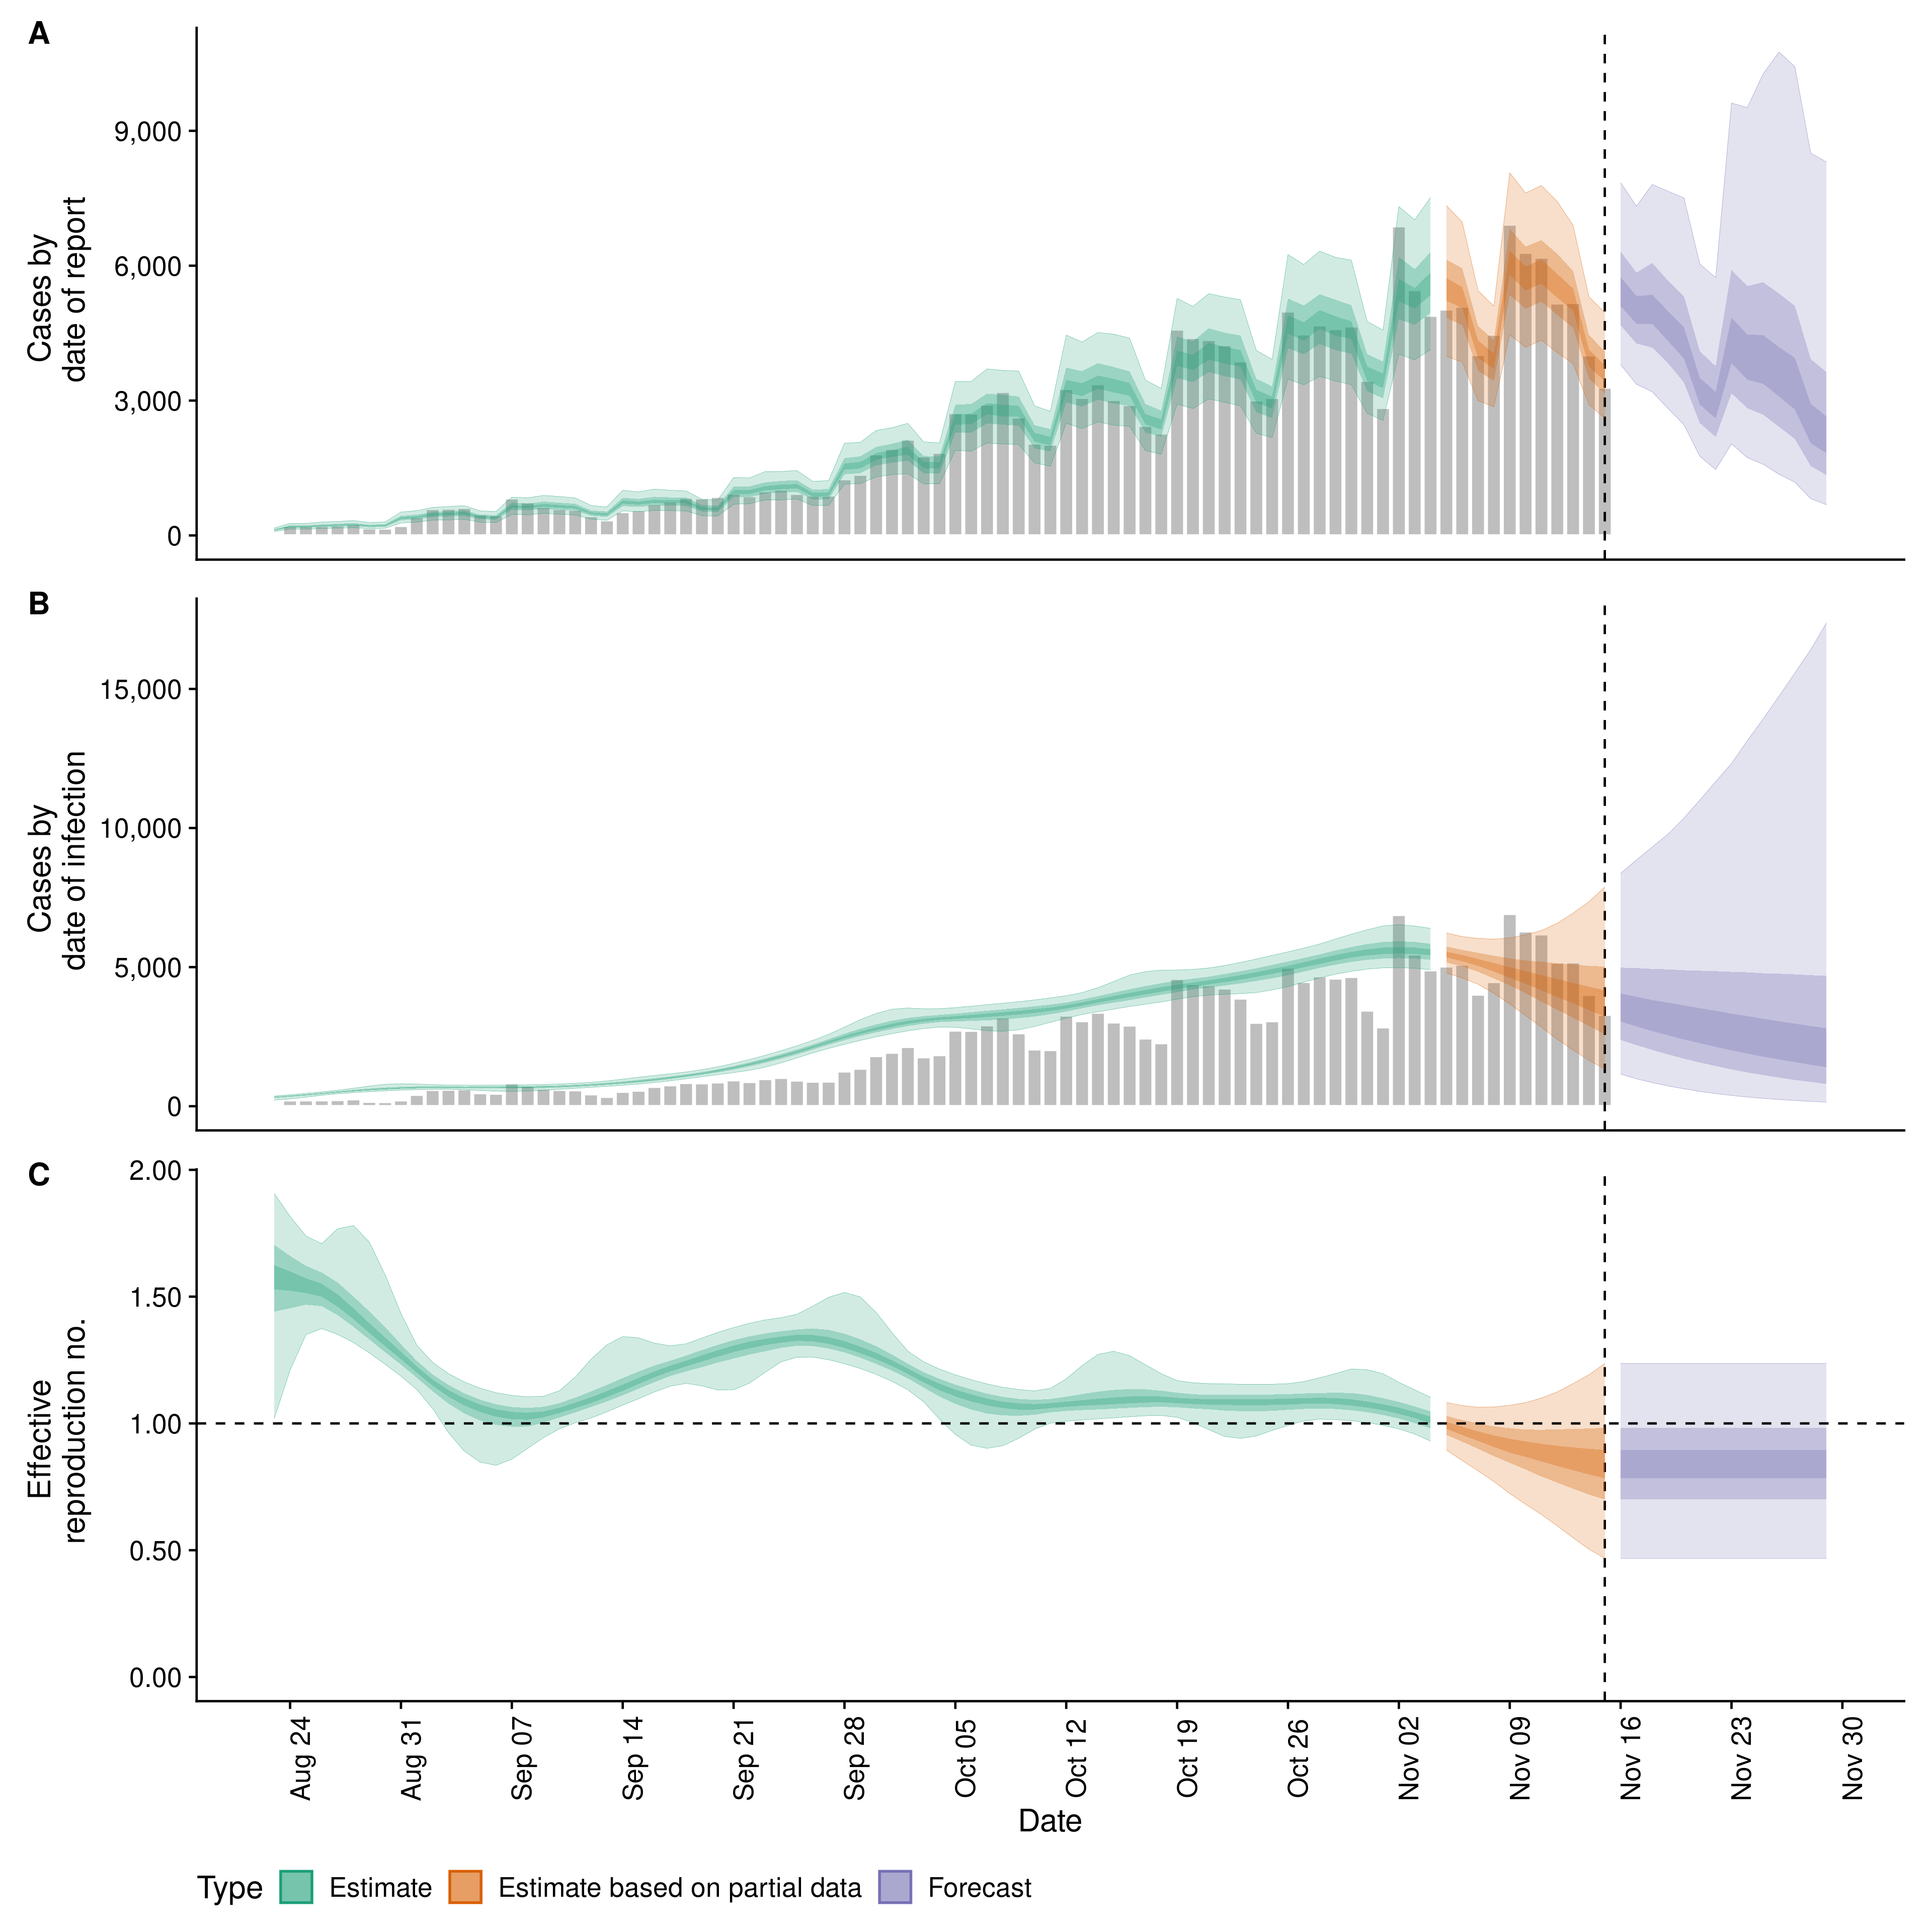 A
Cases by
date of report
9,000
6,000
3,000
0
B
Cases by
date of infection
15,000
10,000
5,000
0
C
Effective
reproduction no.
2.00
1.50
1.00
0.50
0.00
Aug 24
Aug 31
Sep 07
Sep 14
Sep 21
Sep 28
Oct 05
Oct 12
Oct 19
Oct 26
Nov 02
Nov 09
Nov 16
Nov 23
Nov 30
Date
Type Estimate Estimate based on partial data Forecast